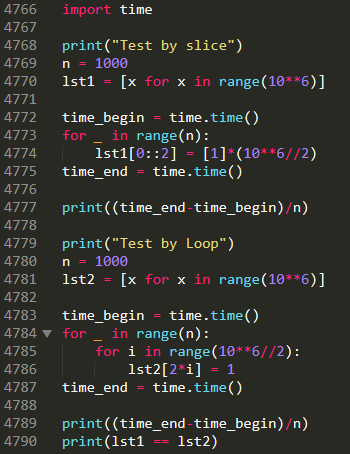 4766 import time
4767
4768 print("Test by slice")
4769 n = 1000
4770 lst1 = [x for x in range(10**6)]
4771
4772 time_begin = time.time()
4773 for _ in range(n):
4774     lst1[0::2] = [1]*(10**6//2)
4775 time_end = time.time()
4776
4777 print((time_end-time_begin)/n)
4778
4779 print("Test by Loop")
4780 n = 1000
4781 lst2 = [x for x in range(10**6)]
4782
4783 time_begin = time.time()
4784 for _ in range(n):
4785     for i in range(10**6//2):
4786         lst2[2*i] = 1
4787 time_end = time.time()
4788
4789 print((time_end-time_begin)/n)
4790 print(lst1 == lst2)